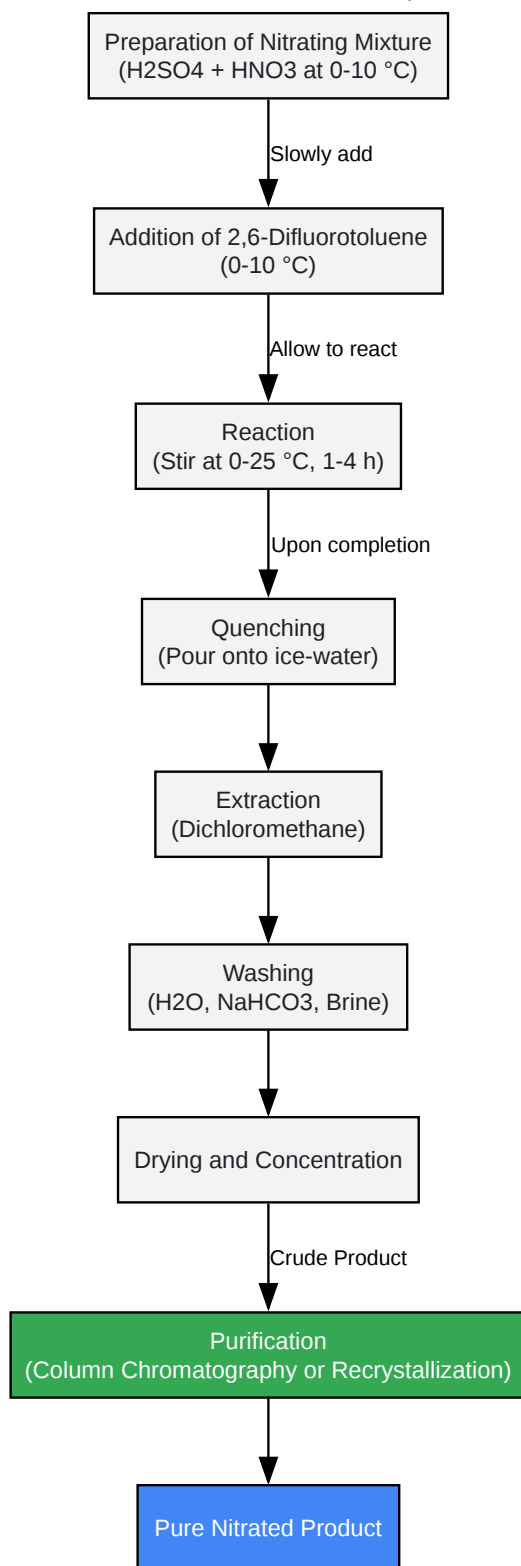 Preparation of Nitrating Mixture
(H2SO4 + HNO3 at 0-10 °C)
Slowly add
Addition of 2,6-Difluorotoluene
(0-10 °C)
Allow to react
Reaction
(Stir at 0-25 °C, 1-4 h)
Upon completion
Quenching
(Pour onto ice-water)
Extraction
(Dichloromethane)
Washing
(H2O, NaHCO3, Brine)
Drying and Concentration
Crude Product
Purification
(Column Chromatography or Recrystallization)
Pure Nitrated Product